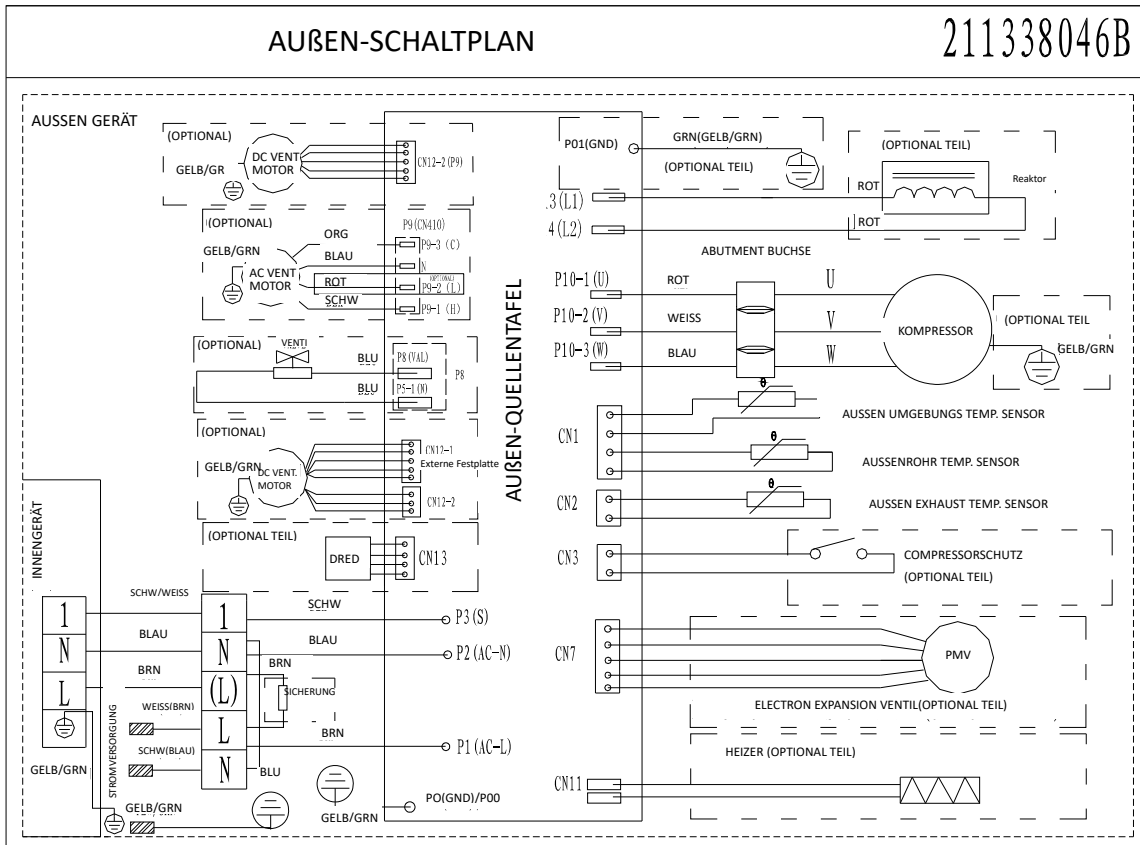 AUßEN-SCHALTPLAN
211338046B
AUSSEN GERÄT
(OPTIONAL)
DC VENT
MOTOR
GELB/GR
CN12-2 (P9)
(OPTIONAL)
P9 (CN410)
ORG
GELB/GRN
BLAU
AC VENT
MOTOR
ROT
SCHW
P9-3 (C)
N
(OPTIONAL)
P9-2 (L)
P9-1 (H)
(OPTIONAL)
VENTI
BLU
BLU
P8 (VAL)
P5-1 (N)
P8
(OPTIONAL)
GELB/GRN
DC VENT.
MOTOR
CN12-1
Externe Festplatte
CN12-2
(OPTIONAL TEIL)
DRED
CN13
AUßEN-QUELLENTAFEL
P01(GND)
GRN(GELB/GRN)
(OPTIONAL TEIL)
(OPTIONAL TEIL)
Reaktor
ROT
ROT
3 (L1)
4 (L2)
ABUTMENT BUCHSE
P10-1 (U)
P10-2 (V)
P10-3 (W)
ROT
WEISS
BLAU
U
V
W
KOMPRESSOR
(OPTIONAL TEIL
GELB/GRN
CN1
θ
AUSSEN UMGEBUNGS TEMP. SENSOR
θ
AUSSENROHR TEMP. SENSOR
CN2
θ
AUSSEN EXHAUST TEMP. SENSOR
CN3
COMPRESSORSCHUTZ
(OPTIONAL TEIL)
CN7
PMV
ELECTRON EXPANSION VENTIL(OPTIONAL TEIL)
HEIZER (OPTIONAL TEIL)
CN11
INNENGERÄT
1
N
L
GELB/GRN
STROMVERSORGUNG
SCHW/WEISS
BLAU
BRN
WEISS(BRN)
SCHW(BLAU)
GELB/GRN
1
N
(L)
L
N
SCHW
BLAU
BRN
SICHERUNG
BRN
BLU
P3 (S)
P2 (AC-N)
P1 (AC-L)
GELB/GRN
PO(GND)/P00